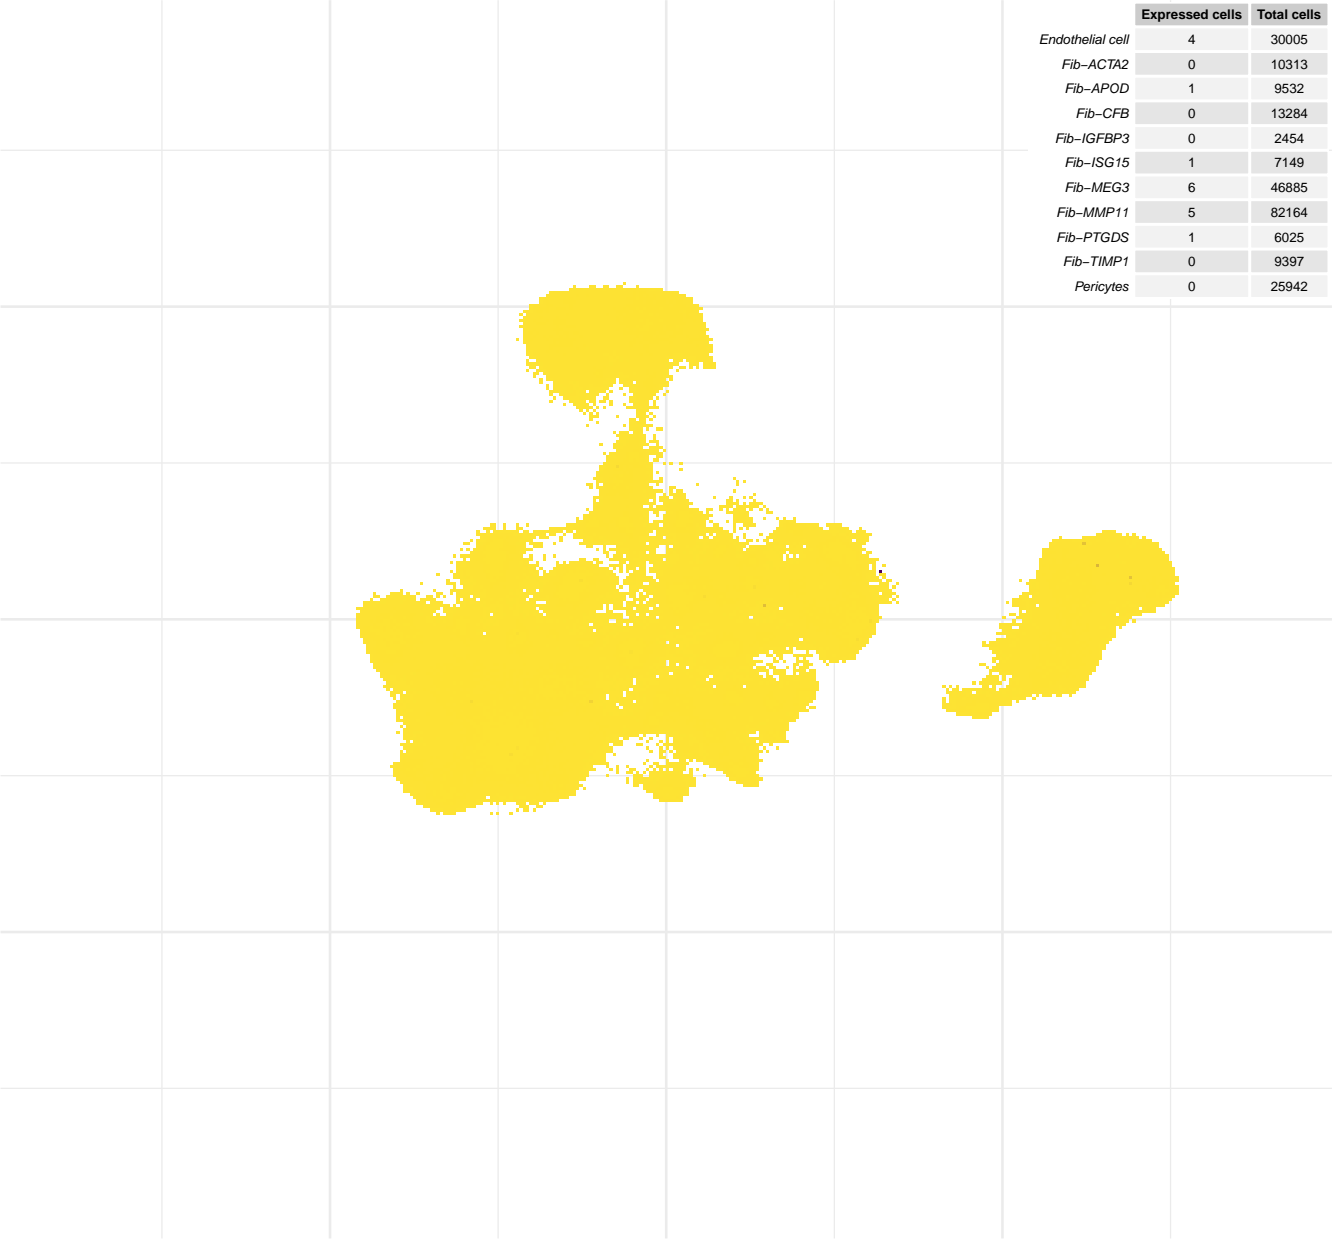 Expressed cells Total cells
Endothelial cell 4 30005
Fib−ACTA2 0 10313
Fib−APOD 1 9532
Fib−CFB 0 13284
Fib−IGFBP3 0 2454
Fib−ISG15 1 7149
Fib−MEG3 6 46885
Fib−MMP11 5 82164
Fib−PTGDS 1 6025
Fib−TIMP1 0 9397
Pericytes 0 25942